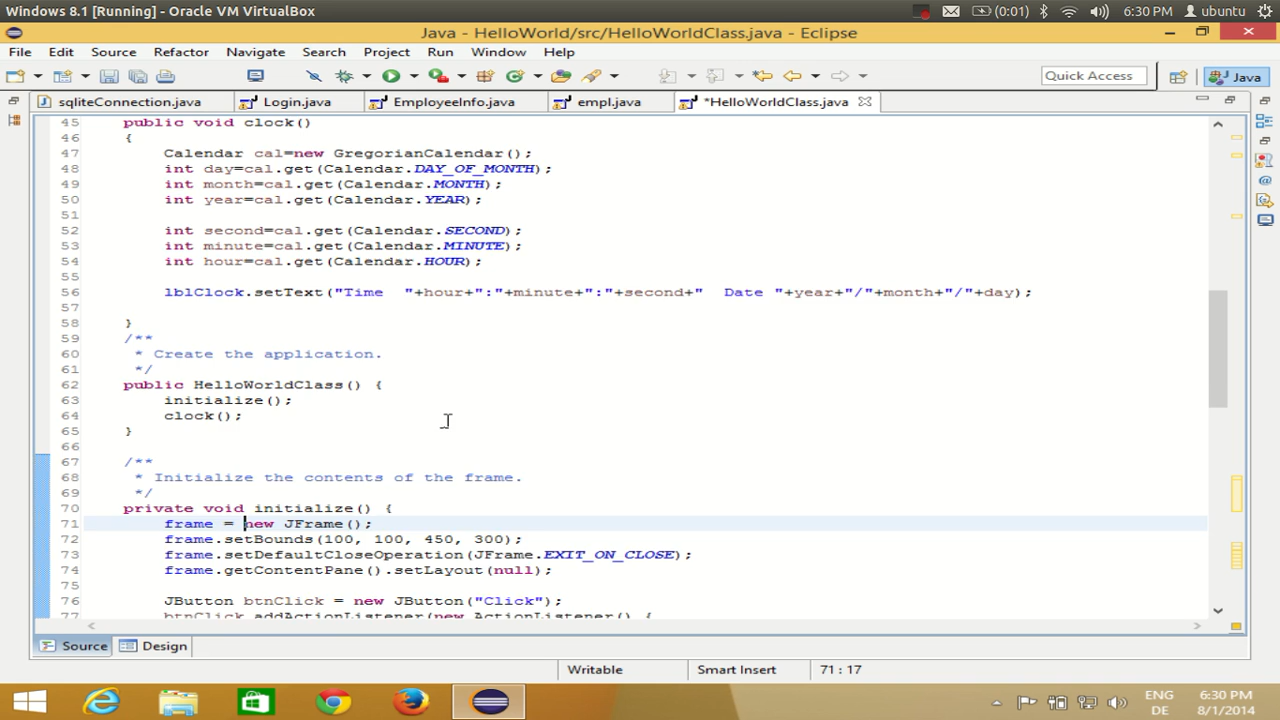 Windows 8.1 [Running] - Oracle VM VirtualBox
(0:01) 6:30 PM ubuntu
Java - HelloWorld/src/HelloWorldClass.java - Eclipse
File Edit Source Refactor Navigate Search Project Run Window Help
Quick Access Java
sqliteConnection.java Login.java EmployeeInfo.java empl.java *HelloWorldClass.java
45 public void clock()
46 {
47 Calendar cal=new GregorianCalendar();
48 int day=cal.get(Calendar.DAY_OF_MONTH);
49 int month=cal.get(Calendar.MONTH);
50 int year=cal.get(Calendar.YEAR);
51
52 int second=cal.get(Calendar.SECOND);
53 int minute=cal.get(Calendar.MINUTE);
54 int hour=cal.get(Calendar.HOUR);
55
56 lblClock.setText("Time  "+hour+":"+minute+":"+second+"  Date "+year+"/"+month+"/"+day);
57
58 }
59 /**
60 * Create the application.
61 */
62 public HelloWorldClass() {
63 initialize();
64 clock();
65 }
66
67 /**
68 * Initialize the contents of the frame.
69 */
70 private void initialize() {
71 frame = new JFrame();
72 frame.setBounds(100, 100, 450, 300);
73 frame.setDefaultCloseOperation(JFrame.EXIT_ON_CLOSE);
74 frame.getContentPane().setLayout(null);
75
76 JButton btnClick = new JButton("Click");
77 btnClick.addActionListener(new ActionListener() {
Source Design
Writable Smart Insert 71 : 17
ENG 6:30 PM
DE 8/1/2014